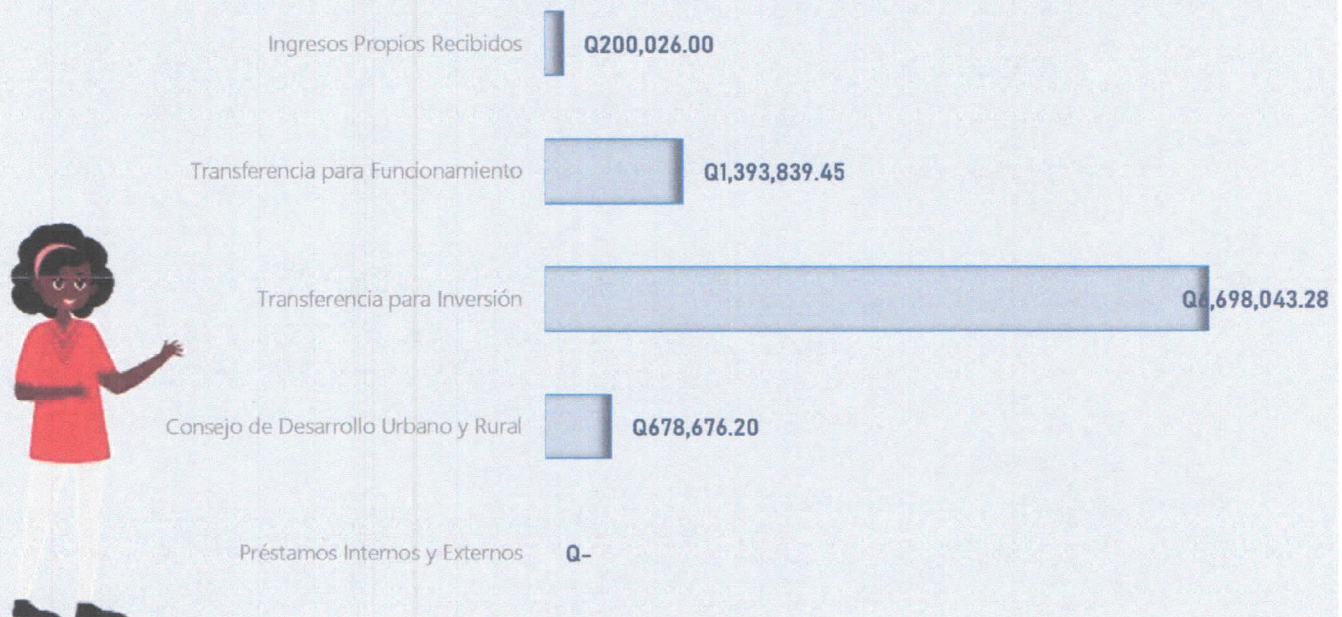 Ingresos Propios Recibidos Q200,026.00
Transferencia para Funcionamiento Q1,393,839.45
Transferencia para Inversión Q6,698,043.28
Consejo de Desarrollo Urbano y Rural Q678,676.20
Préstamos Internos y Externos Q-